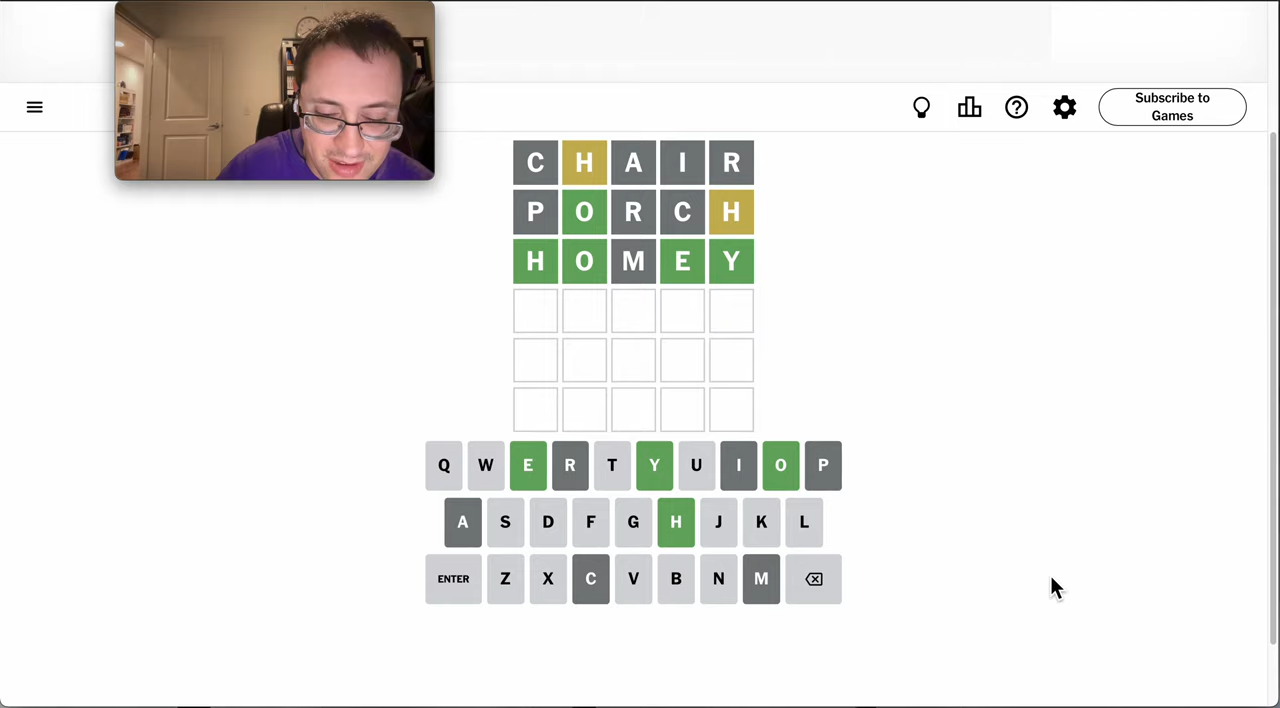 Subscribe to
Games
C H A I R
P O R C H
H O M E Y
Q W E R T Y U I O P
A S D F G H J K L
ENTER Z X C V B N M